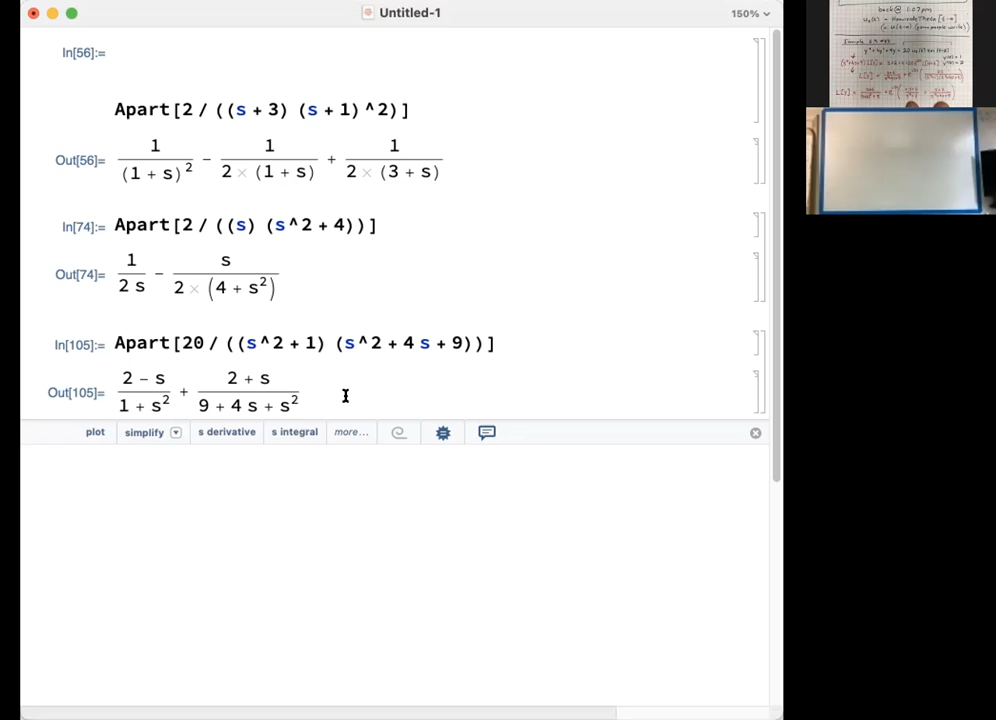 Untitled-1
150%
In[56]:=
Apart[2 / ((s + 3) (s + 1) ^ 2)]
Out[56]= 1/(1 + s)^2 - 1/(2 × (1 + s)) + 1/(2 × (3 + s))
In[74]:= Apart[2 / ((s) (s^2 + 4))]
Out[74]= 1/(2 s) - s/(2 × (4 + s^2))
In[105]:= Apart[20 / ((s^2 + 1) (s^2 + 4 s + 9))]
Out[105]= (2 - s)/(1 + s^2) + (2 + s)/(9 + 4 s + s^2)
plot simplify s derivative s integral more...
back@ 1:07pm